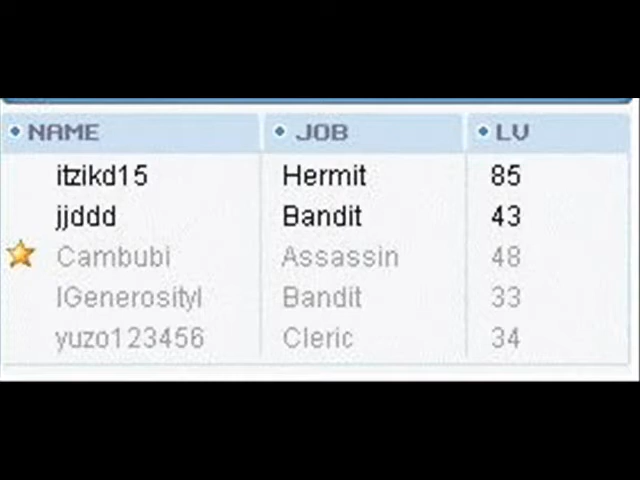 NAME JOB LV
itzikd15 Hermit 85
jjddd Bandit 43
Cambubi Assassin 48
lGenerosityl Bandit 33
yuzo123456 Cleric 34